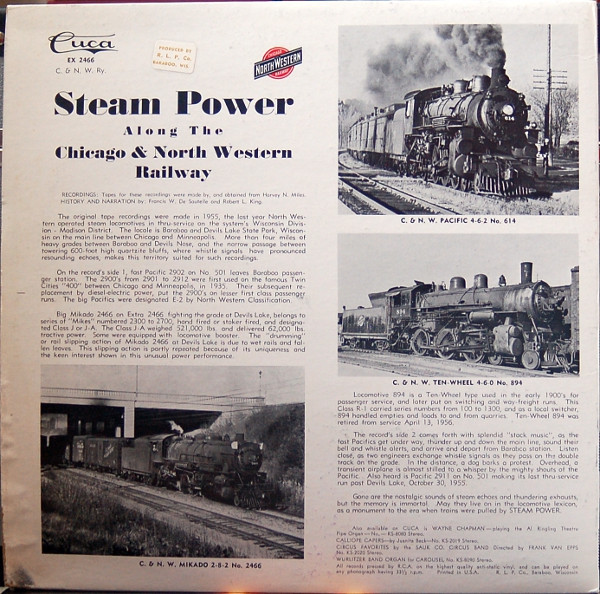 Cuca
EX 2466
C. & N. W. Ry.
PRODUCED BY
R. L. P. Co.
BARABOO, WIS.
CHICAGO
NORTH WESTERN
RAILWAY
Steam Power
Along The
Chicago & North Western
Railway
RECORDINGS: Tapes for these recordings were made by, and obtained from Harvey N. Miles.
HISTORY AND NARRATION by: Francis W. De Sautelle and Robert L. King.
The original tape recordings were made in 1955, the last year North Wes-
tern operated steam locomotives in thru-service on the system's Wisconsin Divis-
ion - Madison District. The locale is Baraboo and Devils Lake State Park, Wiscon-
sin on the main line between Chicago and Minneapolis. More than four miles of
heavy grades between Baraboo and Devils Nose, and the narrow passage between
towering 600-foot high quartzite bluffs, where whistle signals have pronounced
resounding echoes, makes this territory suited for such recordings.
On the record's side 1, fast Pacific 2902 on No. 501 leaves Baraboo passen-
ger station. The 2900's from 2901 to 2912 were first used on the famous Twin
Cities "400" between Chicago and Minneapolis, in 1935. Their subsequent re-
placement by diesel-electric power, put the 2900's on lesser first class passenger
runs. The big Pacifics were designated E-2 by North Western Classification.
Big Mikado 2466 on Extra 2466 fighting the grade at Devils Lake, belongs to
series of "Mikes" numbered 2300 to 2700, hand fired or stoker fired, and designa-
ted Class J or J-A. The Class J-A weighed 521,000 lbs. and delivered 62,000 lbs.
tractive power. Some were equipped with locomotive booster. The "drumming"
or rail slipping action of Mikado 2466 at Devils Lake is due to wet rails and fal-
len leaves. This slipping action is partly repeated because of its uniqueness and
the keen interest shown in this unusual power performance.
C. & N. W. MIKADO 2-8-2 No. 2466
614
C. & N. W. PACIFIC 4-6-2 No. 614
C. & N. W. TEN-WHEEL 4-6-0 No. 894
Locomotive 894 is a Ten-Wheel type used in the early 1900's for
passenger service, and later put on switching and way-freight runs. This
Class R-1 carried series numbers from 100 to 1300; and as a local switcher,
894 handled empties and loads to and from quarries. Ten-Wheel 894 was
retired from service April 13, 1956.
The record's side 2 comes forth with splendid "stack music", as the
fast Pacifics get under way, thunder up and down the main line, sound their
bell and whistle alerts, and arrive and depart from Baraboo station. Listen
close, as two engineers exchange whistle signals as they pass on the double
track on the grade. In the distance, a dog barks a protest. Overhead, a
transient airplane is almost stilled to a whisper by the mighty shouts of the
Pacific. Also heard is Pacific 2911 on No. 501 making its last thru-service
run past Devils Lake, October 30, 1955.
Gone are the nostalgic sounds of steam echoes and thundering exhausts,
but the memory is immortal. May they live on in the locomotive lexicon,
as a monument to the era when trains were pulled by STEAM POWER.
Also available on CUCA is WAYNE CHAPMAN—playing the Al Ringling Theatre
Pipe Organ— No.— KS-8080 Stereo.
CALLIOPE CAPERS—by Juanita Beck—No. KS-2019 Stereo.
CIRCUS FAVORITES by the SAUK CO. CIRCUS BAND Directed by FRANK VAN EPPS
No. KS-2020 Stereo.
WURLITZER BAND ORGAN for CAROUSEL No. KS-8095 Stereo.
All records pressed by R.C.A. on the highest quality anti-static vinyl, and can be played on
any phonograph having 33⅓ r.p.m. Printed in U.S.A. R. L. P. Co., Baraboo, Wisconsin.